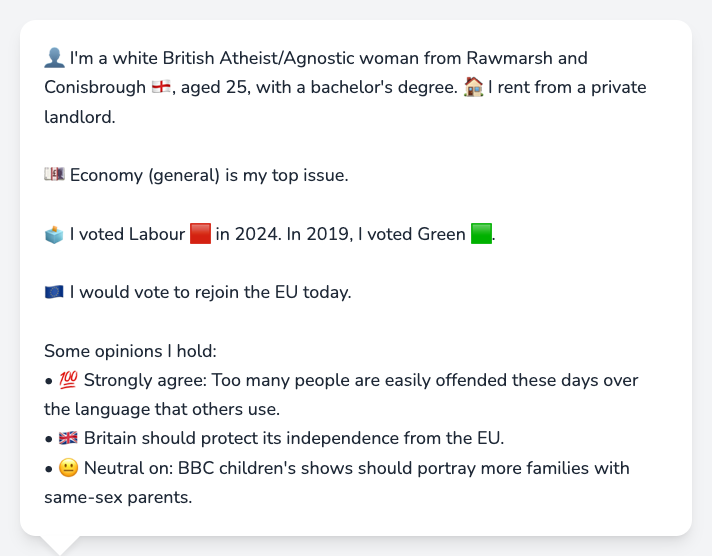 👤 I'm a white British Atheist/Agnostic woman from Rawmarsh and
Conisbrough 🏴󠁧󠁢󠁥󠁮󠁧󠁿, aged 25, with a bachelor's degree. 🏠 I rent from a private
landlord.
💷 Economy (general) is my top issue.
🗳️ I voted Labour 🟥 in 2024. In 2019, I voted Green 🟩.
🇪🇺 I would vote to rejoin the EU today.
Some opinions I hold:
• 💯 Strongly agree: Too many people are easily offended these days over
the language that others use.
• 🇬🇧 Britain should protect its independence from the EU.
• 😐 Neutral on: BBC children's shows should portray more families with
same-sex parents.